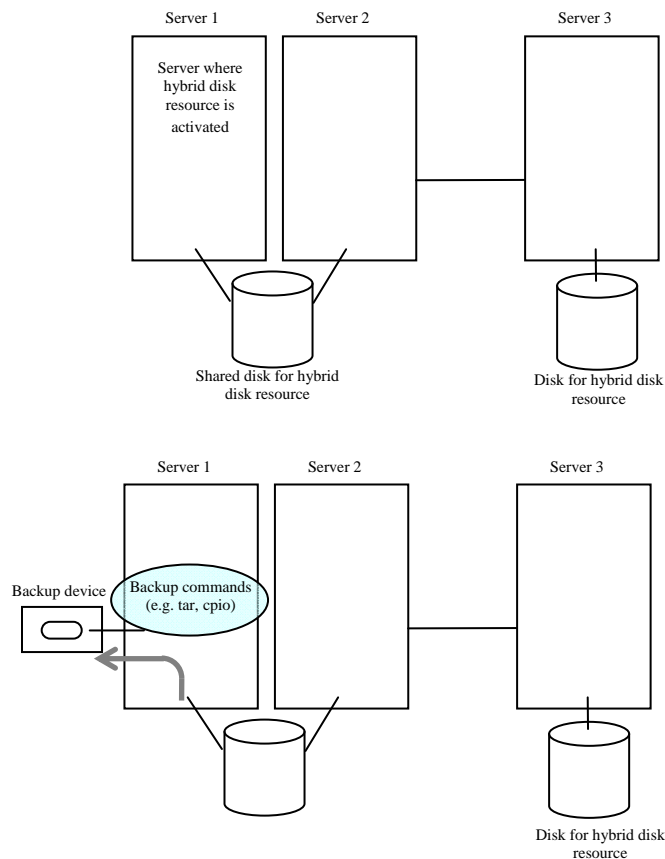 Server 1
Server 2
Server 3
Server where
hybrid disk
resource is
activated
Shared disk for hybrid
disk resource
Disk for hybrid disk
resource
Server 1
Server 2
Server 3
Backup device
Backup commands
(e.g. tar, cpio)
Disk for hybrid disk
resource